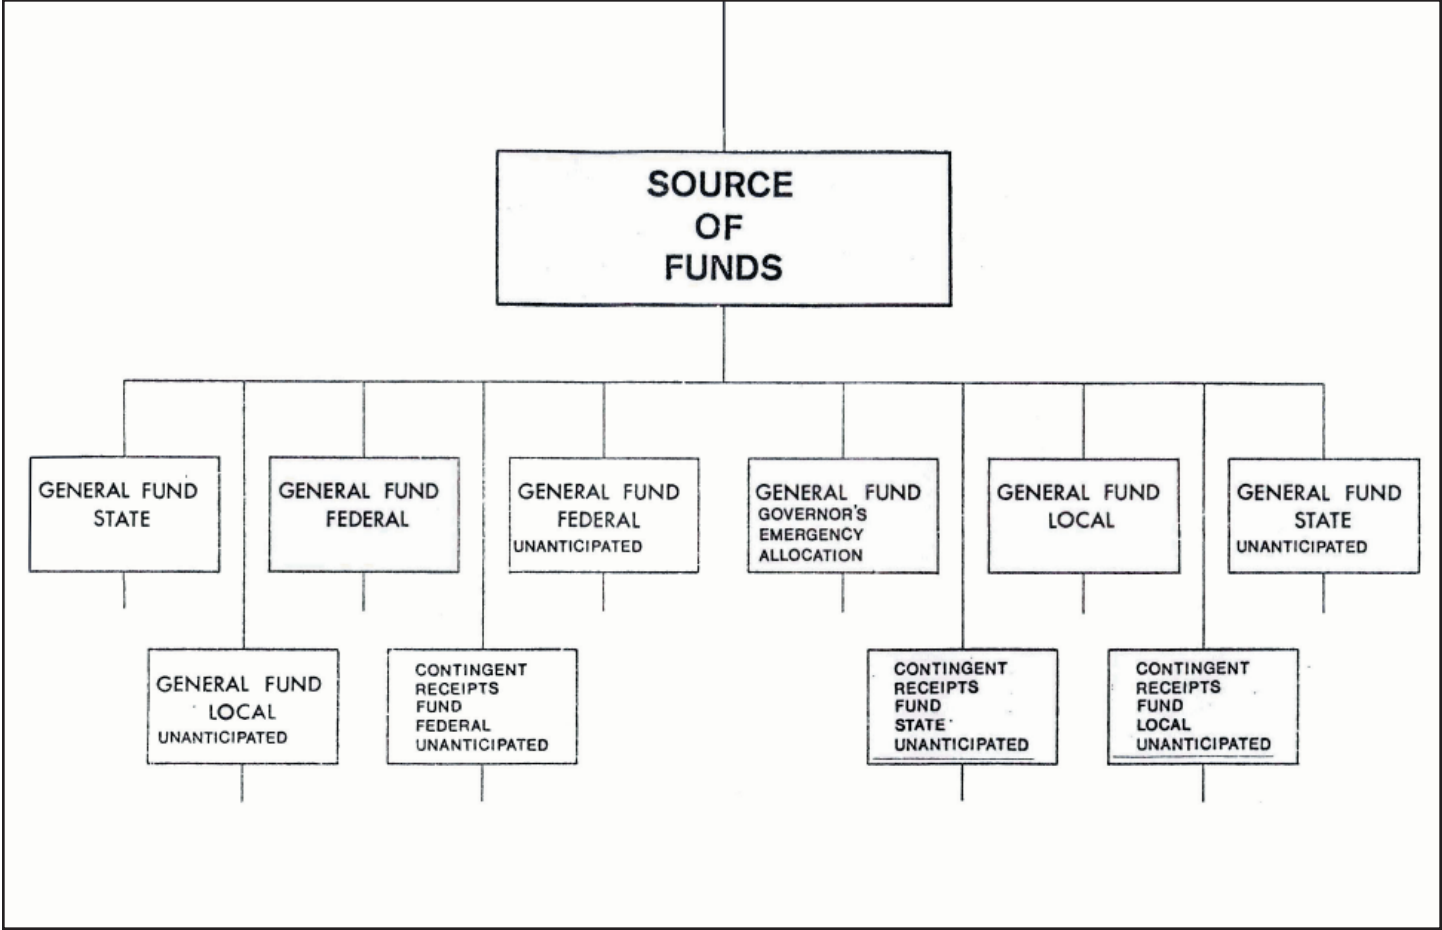 SOURCE
OF
FUNDS
GENERAL FUND
STATE
GENERAL FUND
FEDERAL
GENERAL FUND
FEDERAL
UNANTICIPATED
GENERAL FUND
GOVERNOR'S
EMERGENCY
ALLOCATION
GENERAL FUND
LOCAL
GENERAL FUND
STATE
UNANTICIPATED
GENERAL FUND
LOCAL
UNANTICIPATED
CONTINGENT
RECEIPTS
FUND
FEDERAL
UNANTICIPATED
CONTINGENT
RECEIPTS
FUND
STATE
UNANTICIPATED
CONTINGENT
RECEIPTS
FUND
LOCAL
UNANTICIPATED